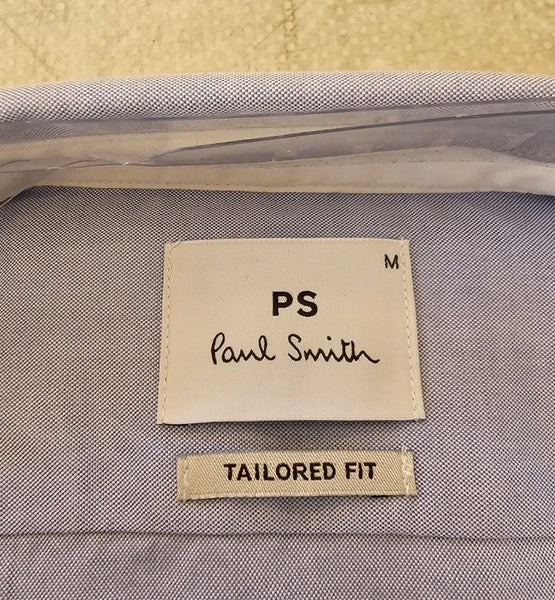 M
PS
Paul Smith
TAILORED FIT